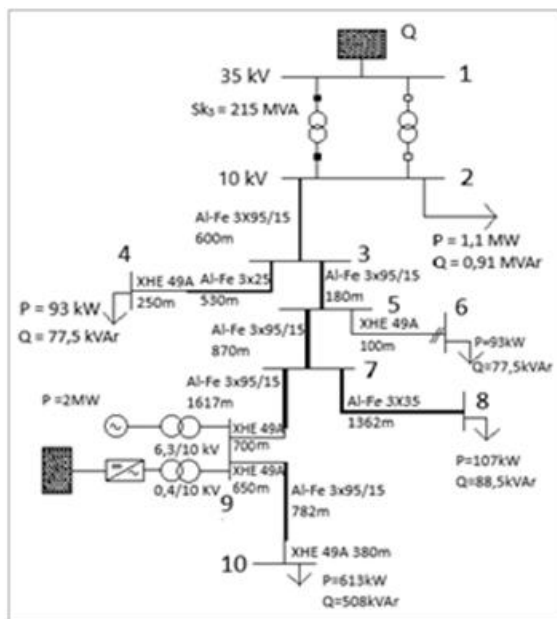 Q
35 kV
1
Sk₃ = 215 MVA
10 kV
2
Al-Fe 3X95/15
600m
P = 1,1 MW
Q = 0,91 MVAr
4
3
XHE 49A
250m
Al-Fe 3x25
530m
Al-Fe 3x95/15
180m
P = 93 kW
Q = 77,5 kVAr
5
6
XHE 49A
100m
P=93kW
Q=77,5kVAr
Al-Fe 3x95/15
870m
7
Al-Fe 3x95/15
1617m
Al-Fe 3X35
1362m
8
P =2MW
XHE 49A
700m
6,3/10 kV
P=107kW
Q=88,5kVAr
XHE 49A
650m
0,4/10 KV
9
Al-Fe 3x95/15
782m
10
XHE 49A 380m
P=613kW
Q=508kVAr